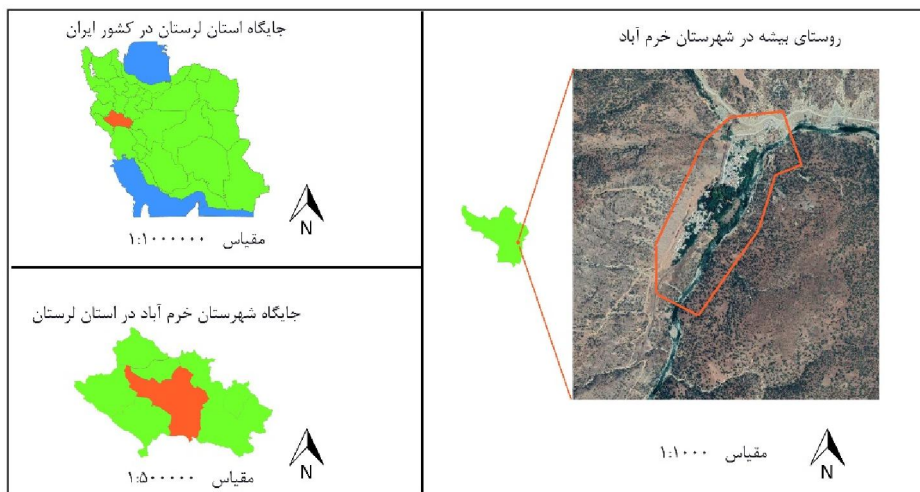 روستای بیشه در شهرستان خرم آباد
N
مقیاس ۱:۱۰۰۰
جایگاه استان لرستان در کشور ایران
N
مقیاس ۱:۱۰۰۰۰۰۰
جایگاه شهرستان خرم آباد در استان لرستان
N
مقیاس ۱:۵۰۰۰۰۰